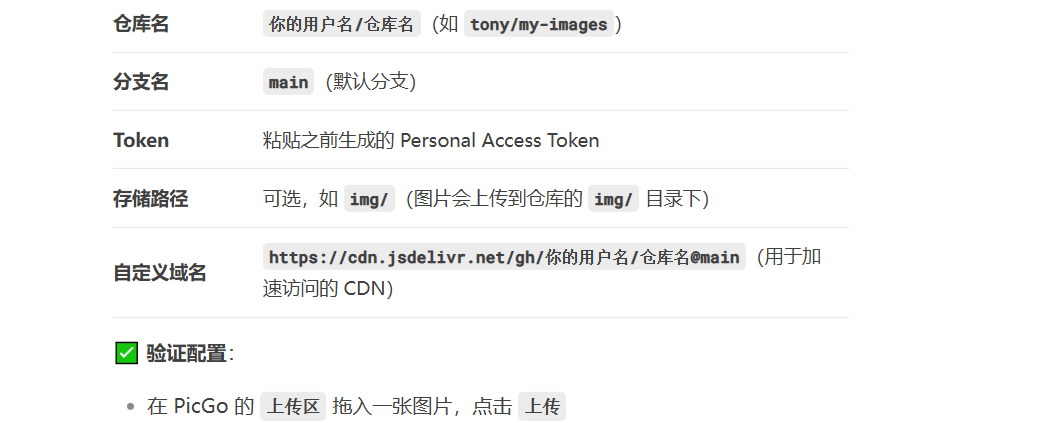 仓库名 你的用户名/仓库名（如 tony/my-images）
分支名 main（默认分支）
Token 粘贴之前生成的 Personal Access Token
存储路径 可选，如 img/（图片会上传到仓库的 img/ 目录下）
自定义域名 https://cdn.jsdelivr.net/gh/你的用户名/仓库名@main（用于加
速访问的 CDN）
✅ 验证配置：
• 在 PicGo 的 上传区 拖入一张图片，点击 上传